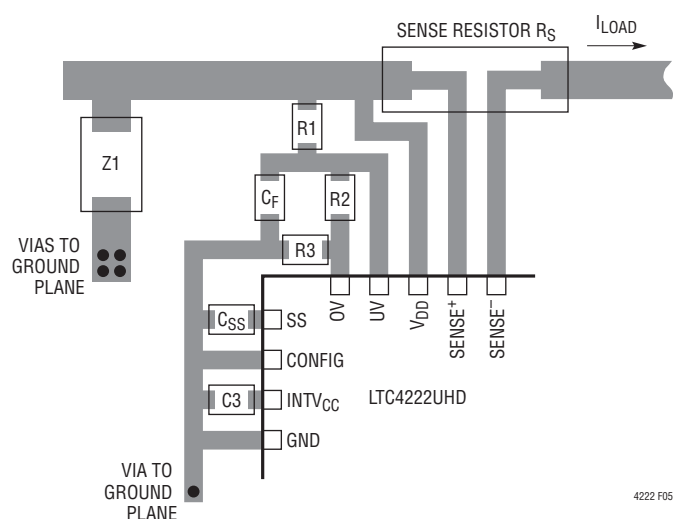 SENSE RESISTOR RS
ILOAD
R1
Z1
CF
R2
R3
VIAS TO
GROUND
PLANE
OV
UV
VDD
SENSE+
SENSE−
CSS
SS
CONFIG
C3
INTVCC
LTC4222UHD
GND
VIA TO
GROUND
PLANE
4222 F05